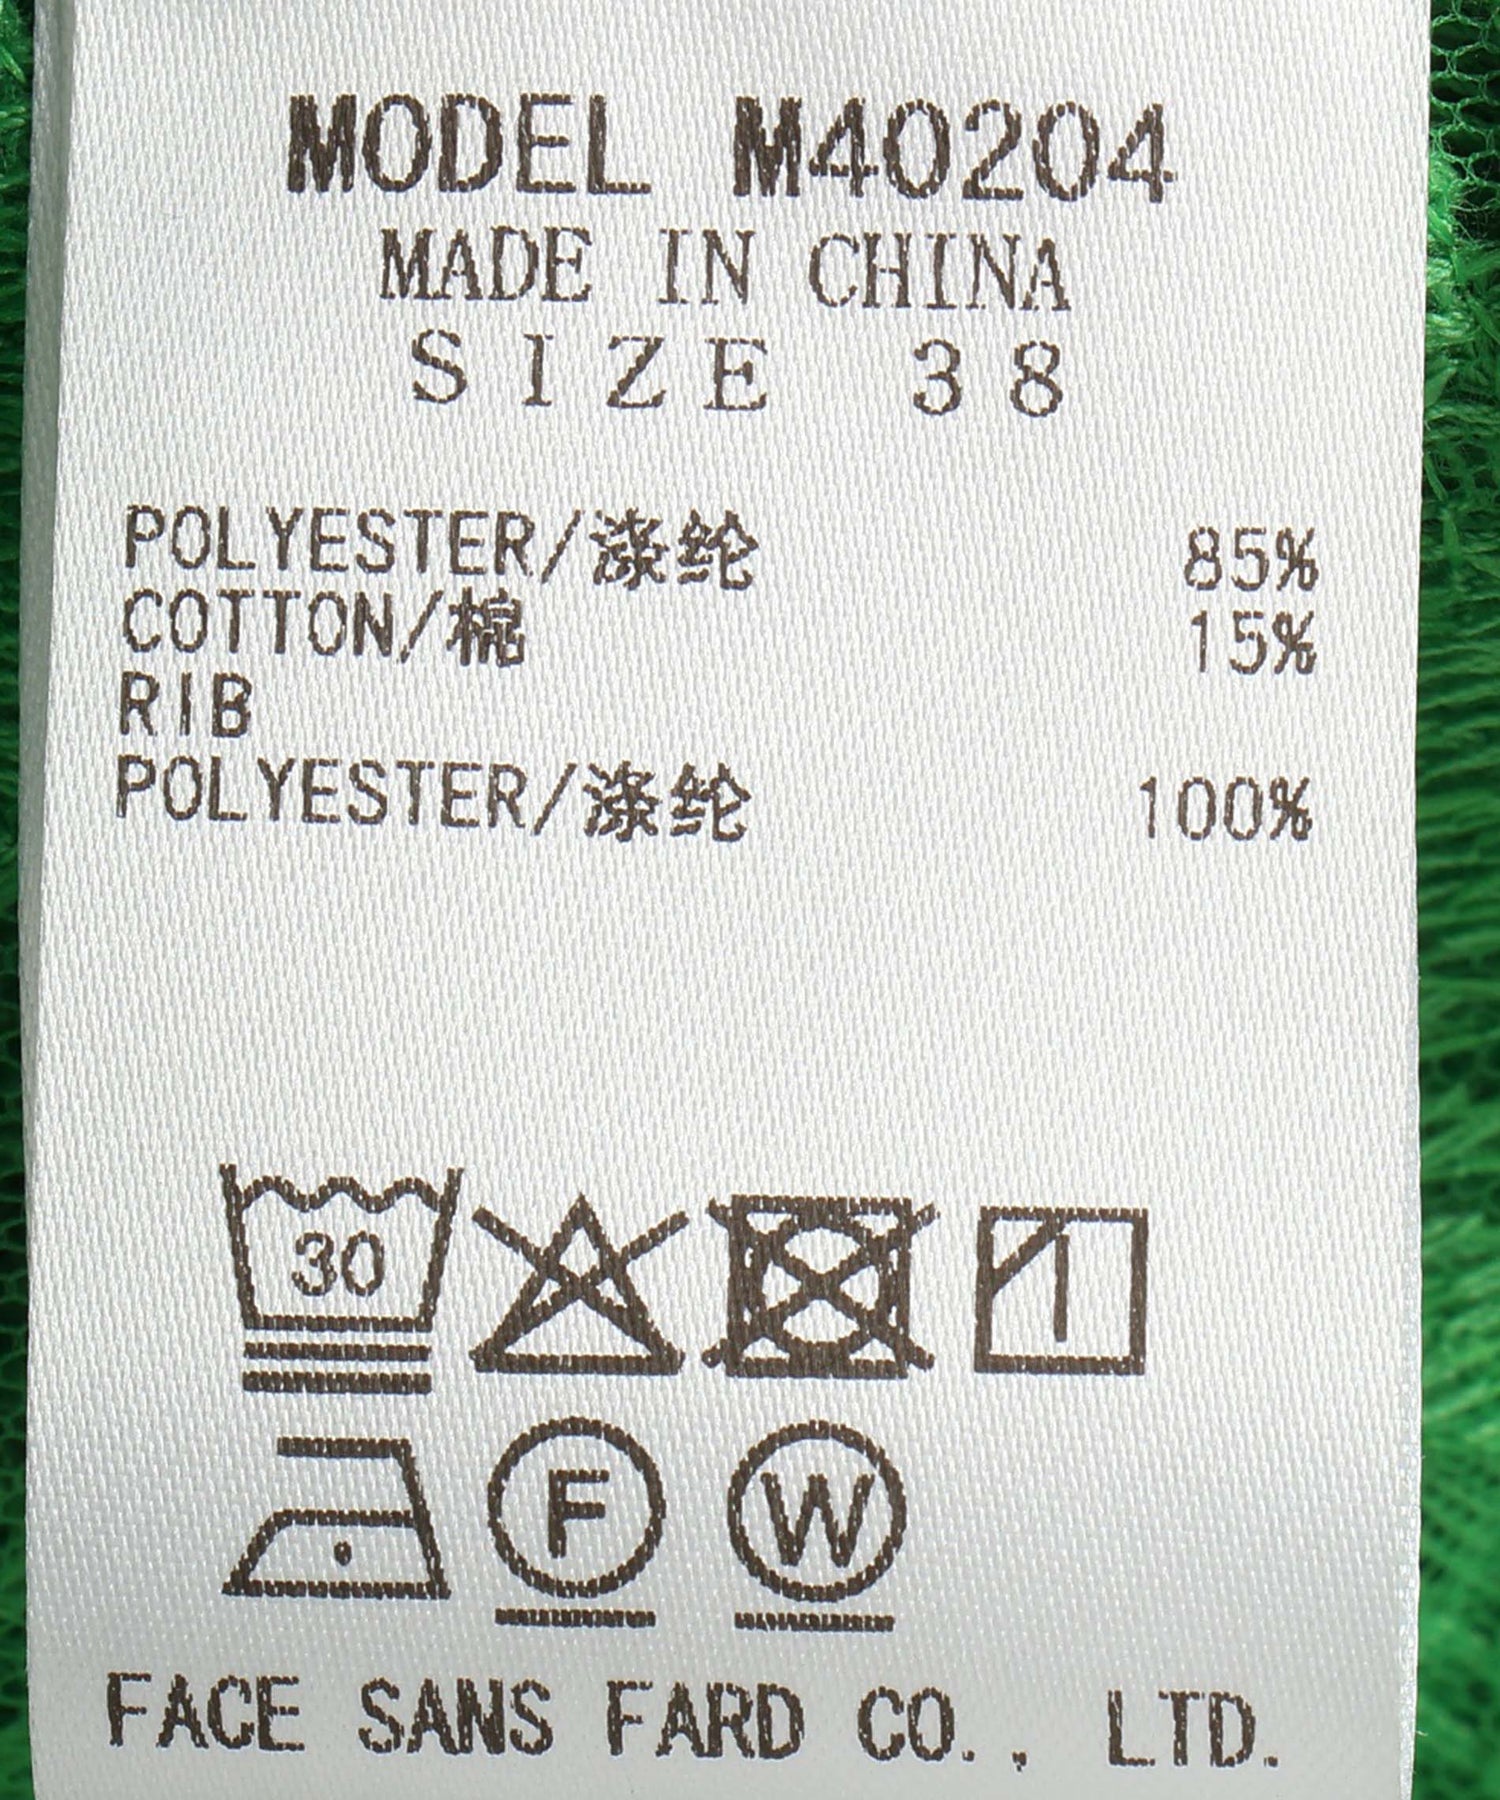 MODEL M40204
MADE IN CHINA
SIZE 38
POLYESTER/涤纶 85%
COTTON/棉 15%
RIB
POLYESTER/涤纶 100%
30
F W
FACE SANS FARD CO., LTD.